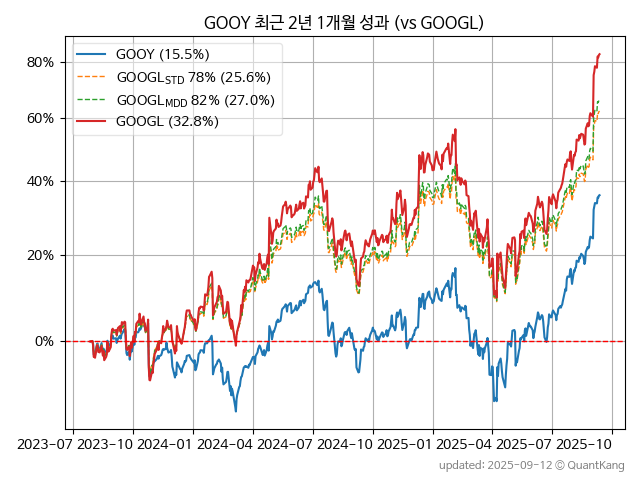 GOOY 최근 2년 1개월 성과 (vs GOOGL)
GOOY (15.5%)
GOOGL_STD 78% (25.6%)
GOOGL_MDD 82% (27.0%)
GOOGL (32.8%)
80%
60%
40%
20%
0%
2023-07 2023-10 2024-01 2024-04 2024-07 2024-10 2025-01 2025-04 2025-07 2025-10
updated: 2025-09-12 © QuantKang